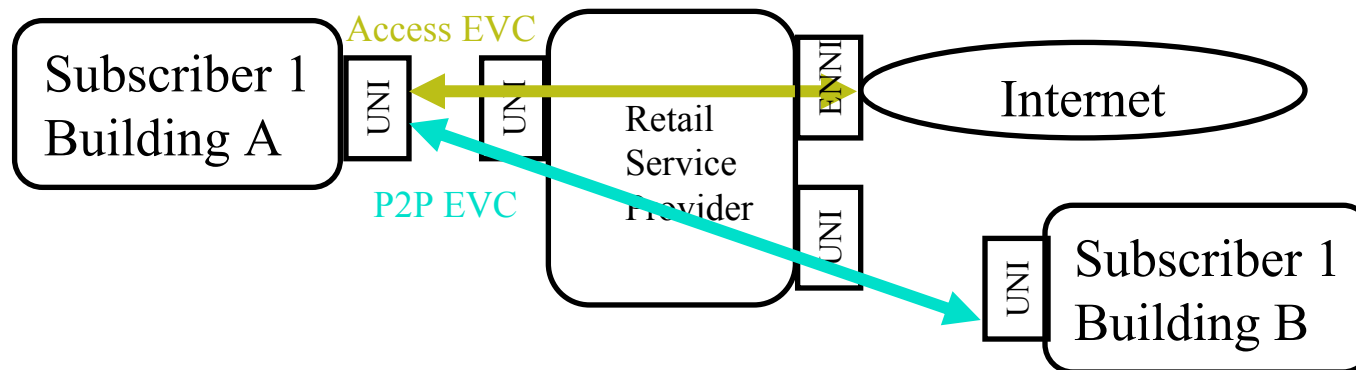 Access EVC
Subscriber 1
Building A
UNI
UNI
Retail
Service
Provider
ENNI
Internet
P2P EVC
UNI
UNI
Subscriber 1
Building B